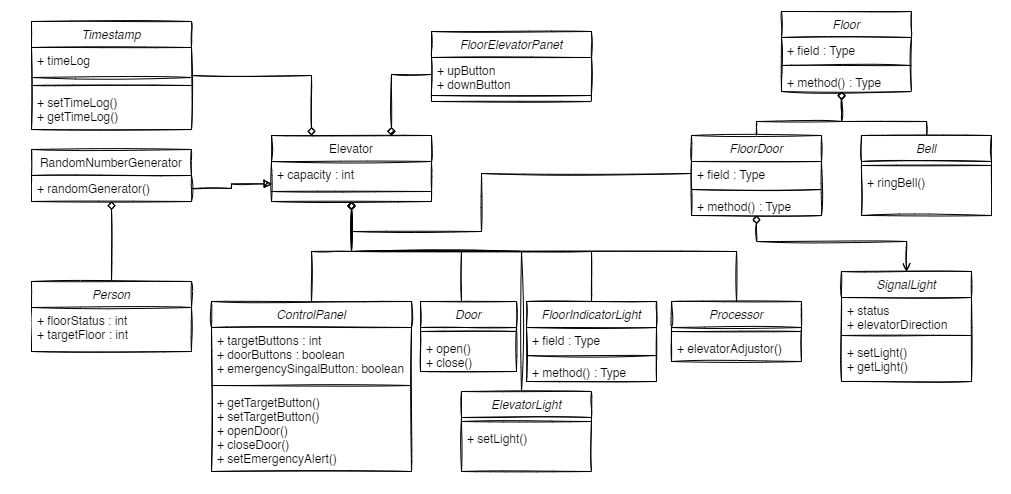 Timestamp
+ timeLog
+ setTimeLog()
+ getTimeLog()
FloorElevatorPanet
+ upButton
+ downButton
Floor
+ field : Type
+ method() : Type
RandomNumberGenerator
+ randomGenerator()
Elevator
+ capacity : int
FloorDoor
+ field : Type
+ method() : Type
Bell
+ ringBell()
Person
+ floorStatus : int
+ targetFloor : int
ControlPanel
+ targetButtons : int
+ doorButtons : boolean
+ emergencySingalButton: boolean
+ getTargetButton()
+ setTargetButton()
+ openDoor()
+ closeDoor()
+ setEmergencyAlert()
Door
+ open()
+ close()
FloorIndicatorLight
+ field : Type
+ method() : Type
Processor
+ elevatorAdjustor()
SignalLight
+ status
+ elevatorDirection
+ setLight()
+ getLight()
ElevatorLight
+ setLight()